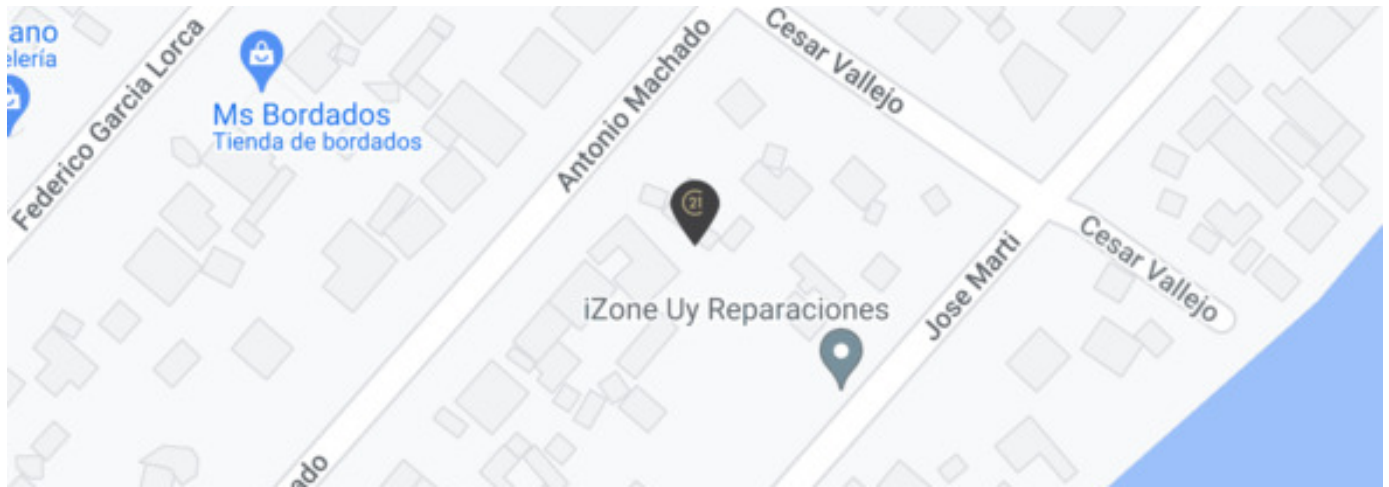 ano
elería
Federico Garcia Lorca
Ms Bordados
Tienda de bordados
Antonio Machado
Cesar Vallejo
21
iZone Uy Reparaciones
Jose Marti
Cesar Vallejo
ado